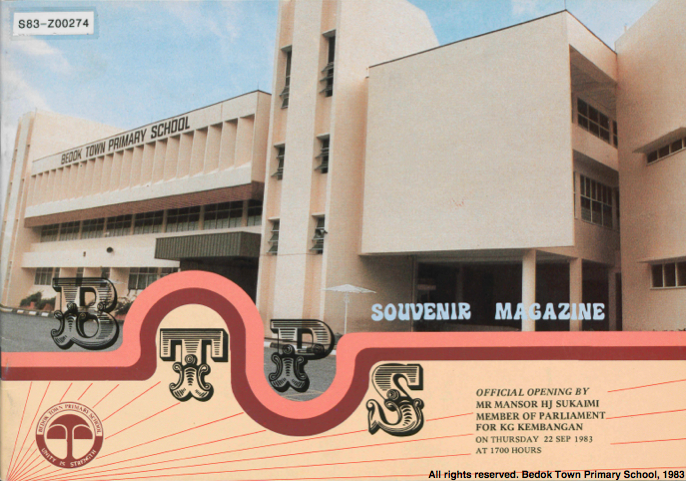 S83-Z00274
BEDOK TOWN PRIMARY SCHOOL
SOUVENIR MAGAZINE
BTPS
OFFICIAL OPENING BY
MR MANSOR HJ SUKAIMI
MEMBER OF PARLIAMENT
FOR KG KEMBANGAN
ON THURSDAY 22 SEP 1983
AT 1700 HOURS
BEDOK TOWN PRIMARY SCHOOL
UNITY IS STRENGTH
All rights reserved. Bedok Town Primary School, 1983